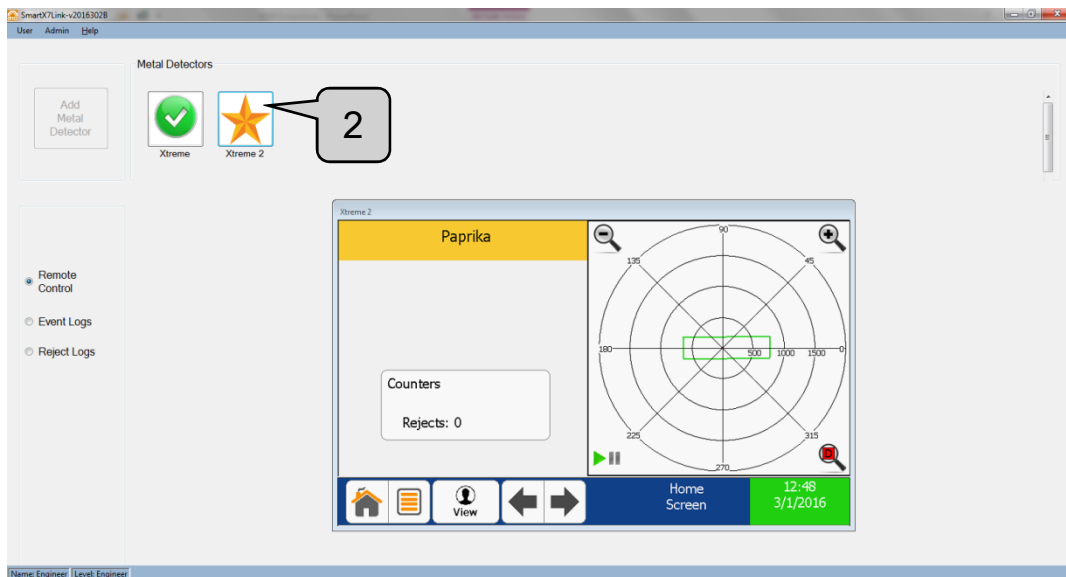 SmartX7Link-v2016302B
User Admin Help
Metal Detectors
Add
Metal
Detector
Xtreme
Xtreme 2
2
Remote
Control
Event Logs
Reject Logs
Xtreme 2
Paprika
Counters
Rejects: 0
90
135
45
180
500
1000
1500
0
225
315
270
D
View
Home
Screen
12:48
3/1/2016
Name: Engineer
Level: Engineer